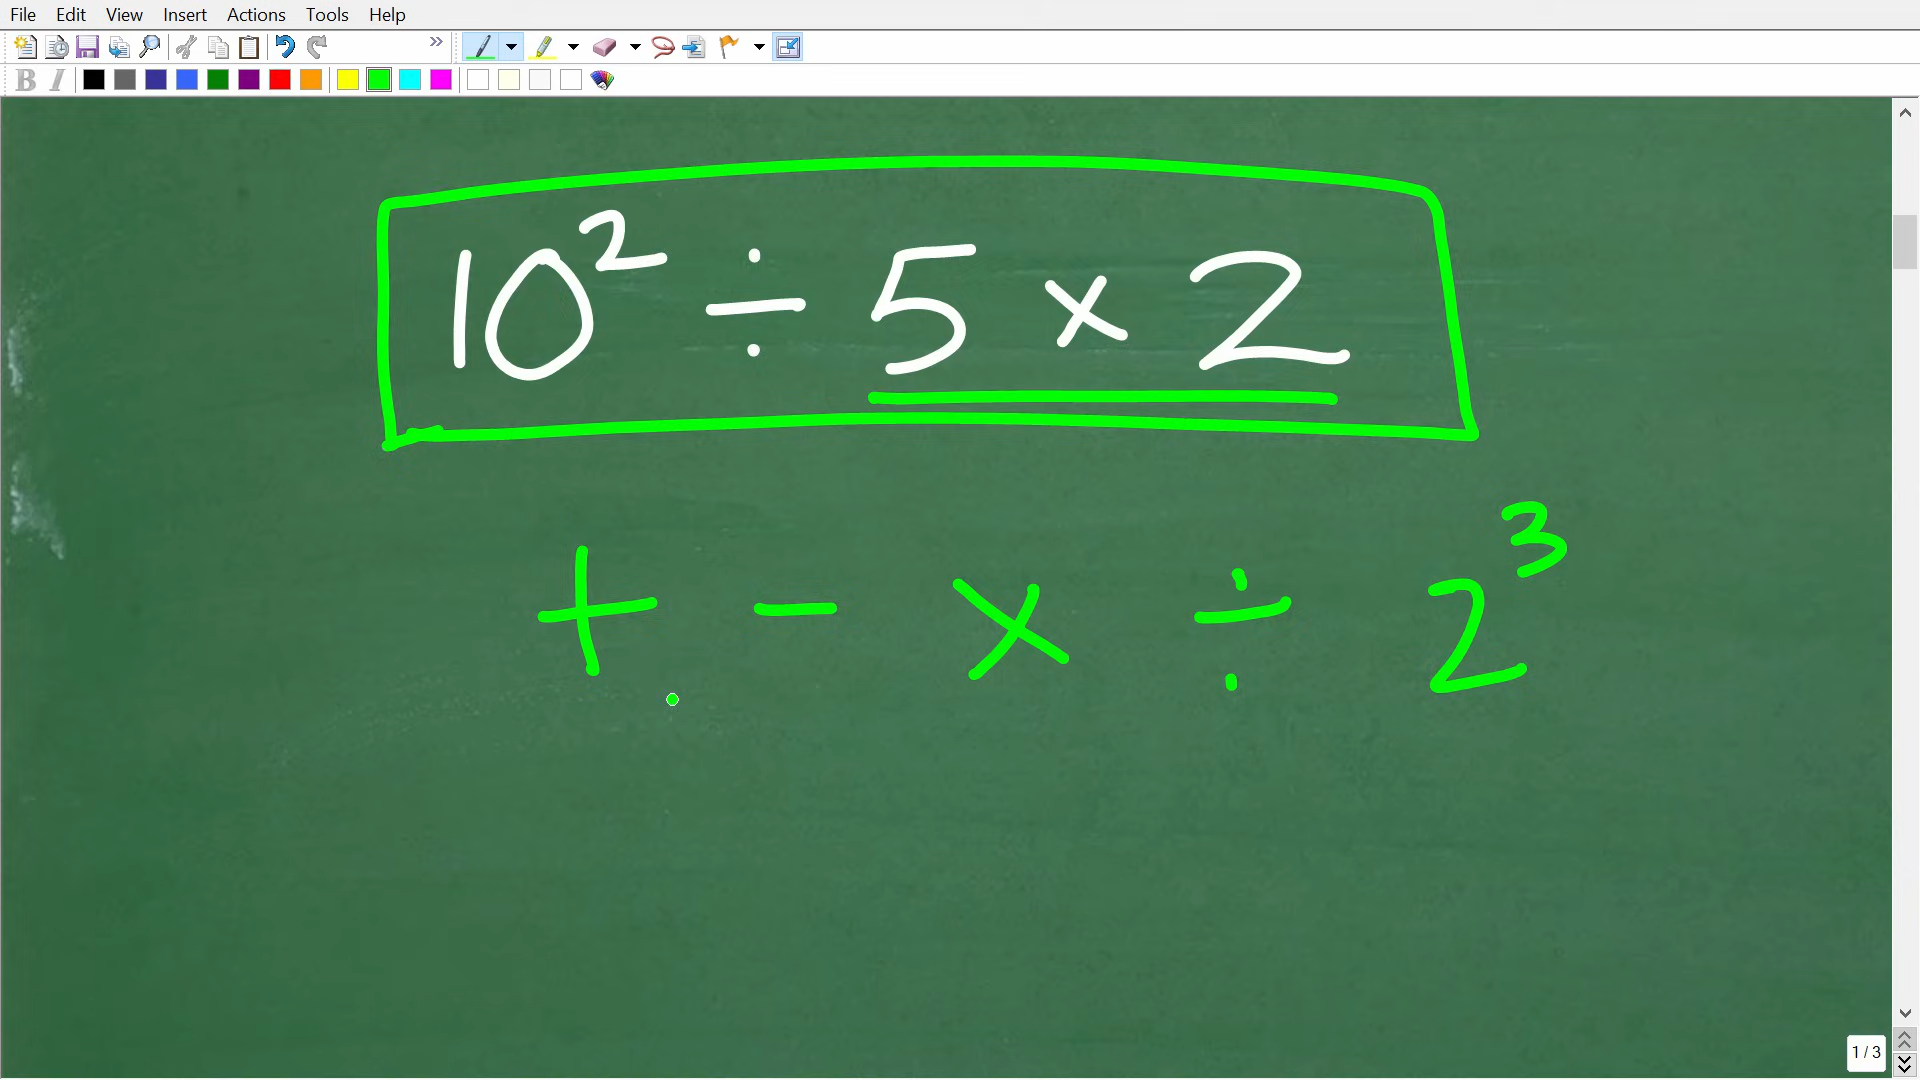 File Edit View Insert Actions Tools Help
B I
10² ÷ 5 × 2
+ - × ÷ 2³
1 / 3